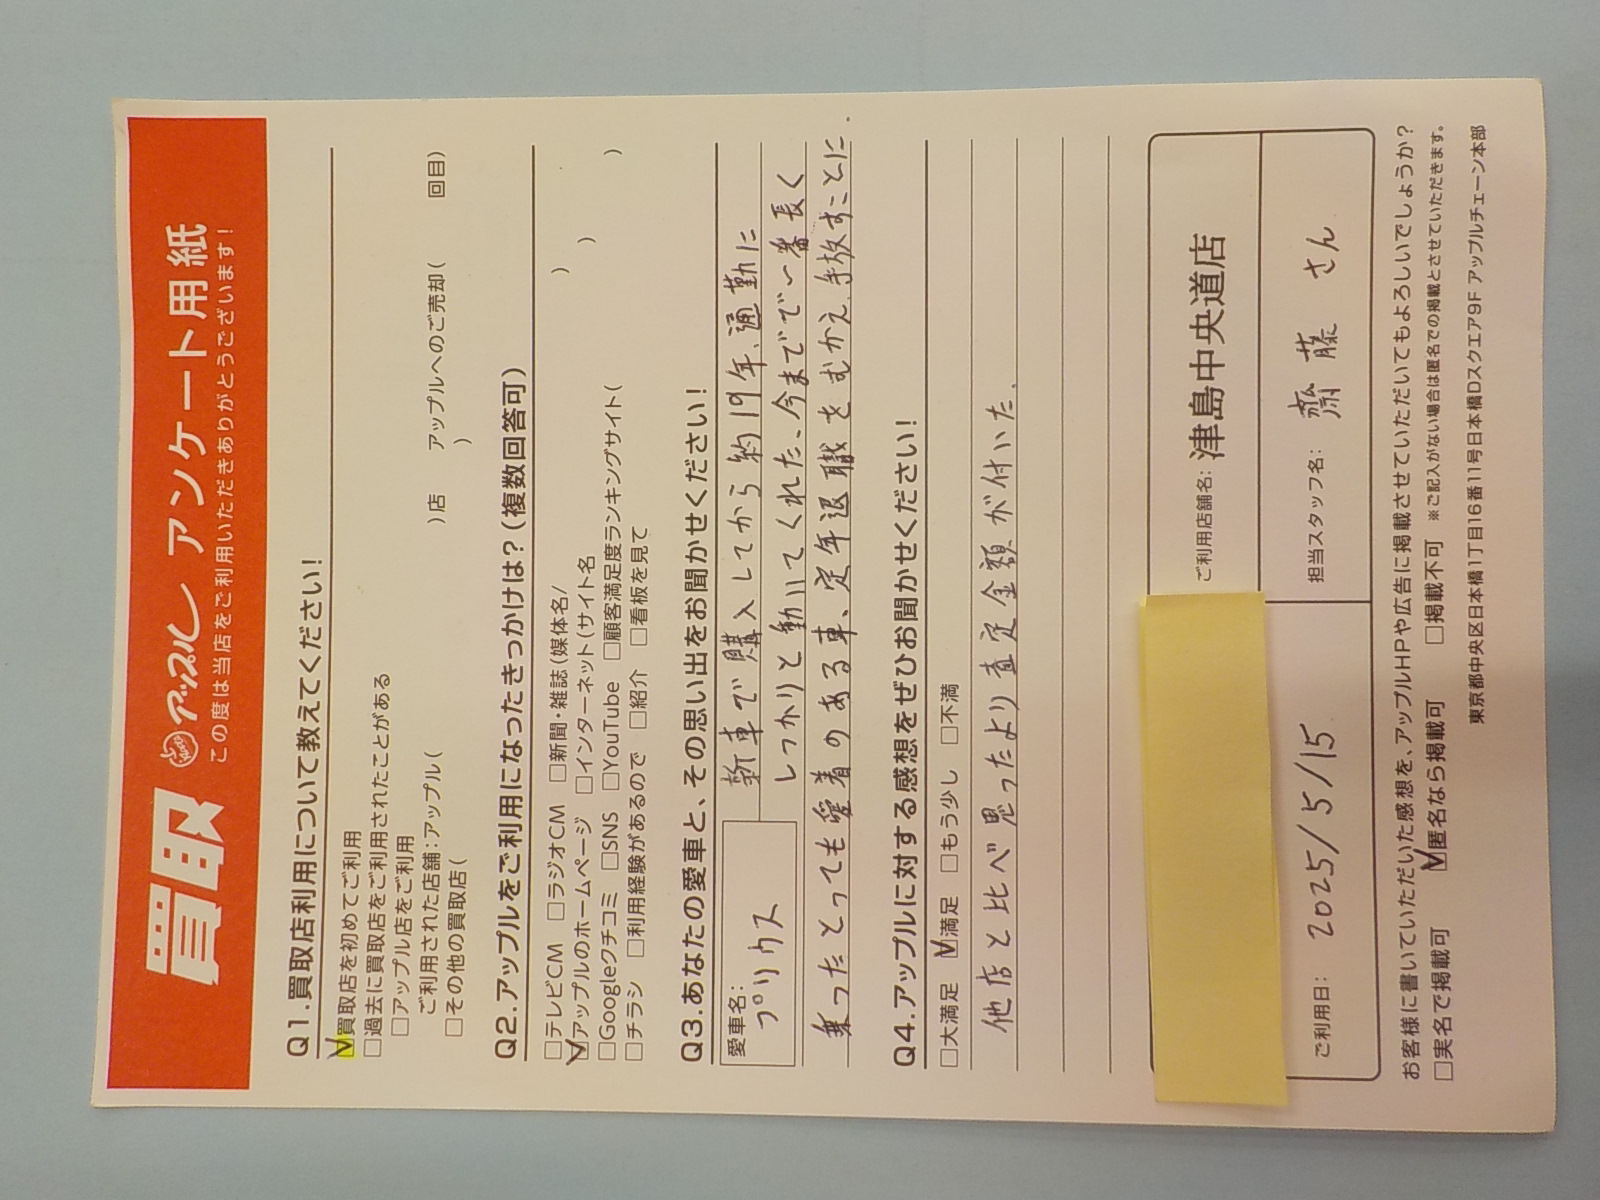 買取 アップル アンケート用紙
この度は当店をご利用いただきありがとうございます!
Q1.買取店利用について教えてください!
☑買取店を初めてご利用
□過去に買取店をご利用されたことがある
□アップル店をご利用
ご利用された店舗:アップル( )店 アップルへのご売却( 回目)
□その他の買取店( )
Q2.アップルをご利用になったきっかけは?(複数回答可)
□テレビCM □ラジオCM □新聞・雑誌(媒体名/ )
☑アップルのホームページ □インターネット(サイト名 )
□Googleクチコミ □SNS □YouTube □顧客満足度ランキングサイト( )
□チラシ □利用経験があるので □紹介 □看板を見て
Q3.あなたの愛車と、その思い出をお聞かせください!
愛車名:
プリウス
新車で購入してから約19年、通勤に
しっかりと動いてくれた、今までで一番長く
乗ったとっても愛着のある車、定年退職をむかえ、手放すことに.
Q4.アップルに対する感想をぜひお聞かせください!
□大満足 ☑満足 □もう少し □不満
他店と比べ思ったより査定金額が付いた.
ご利用店舗名: 津島中央道店
ご利用日: 2025/5/15
担当スタッフ名: 齋藤 さん
お客様に書いていただいた感想を、アップルHPや広告に掲載させていただいてもよろしいでしょうか?
□実名で掲載可 ☑匿名なら掲載可 □掲載不可 ※ご記入がない場合は匿名での掲載とさせていただきます。
東京都中央区日本橋1丁目16番11号日本橋Dスクエア9F アップルチェーン本部